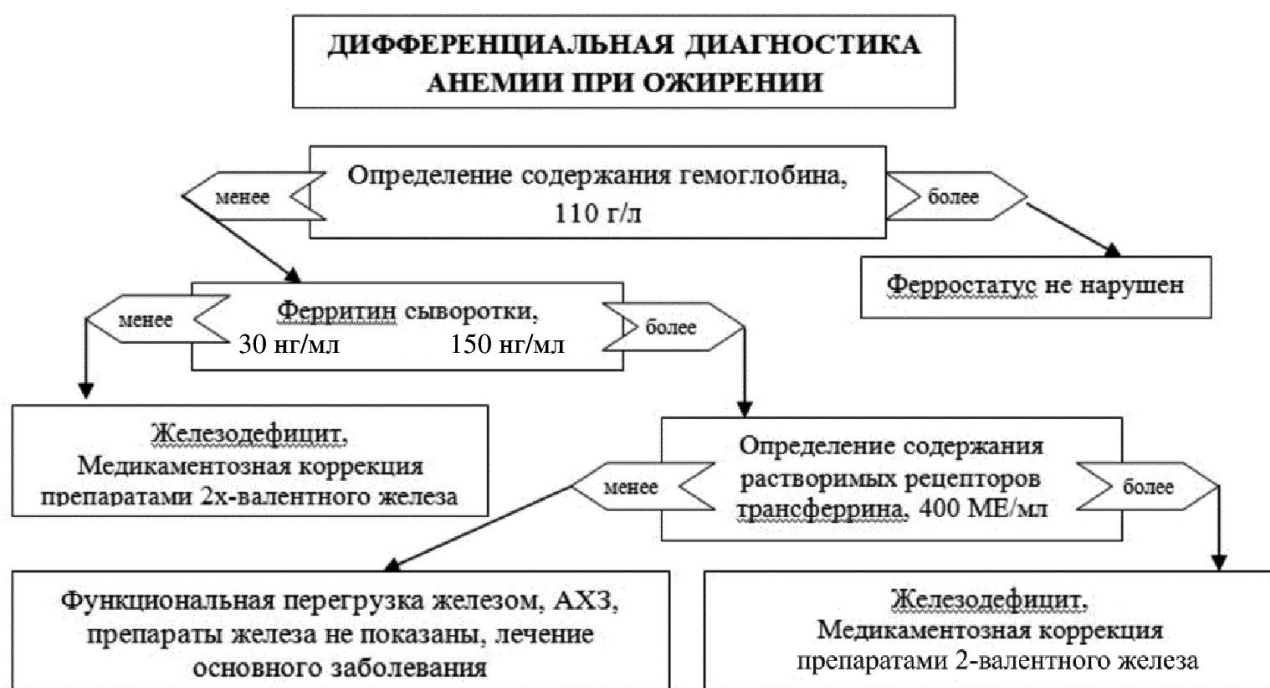 ДИФФЕРЕНЦИАЛЬНАЯ ДИАГНОСТИКА
АНЕМИИ ПРИ ОЖИРЕНИИ
менее
Определение содержания гемоглобина,
110 г/л
более
Ферростатус не нарушен
менее
Ферритин сыворотки,
30 нг/мл 150 нг/мл
более
Железодефицит,
Медикаментозная коррекция
препаратами 2х-валентного железа
менее
Определение содержания
растворимых рецепторов
трансферрина, 400 МЕ/мл
более
Функциональная перегрузка железом, АХЗ,
препараты железа не показаны, лечение
основного заболевания
Железодефицит,
Медикаментозная коррекция
препаратами 2-валентного железа